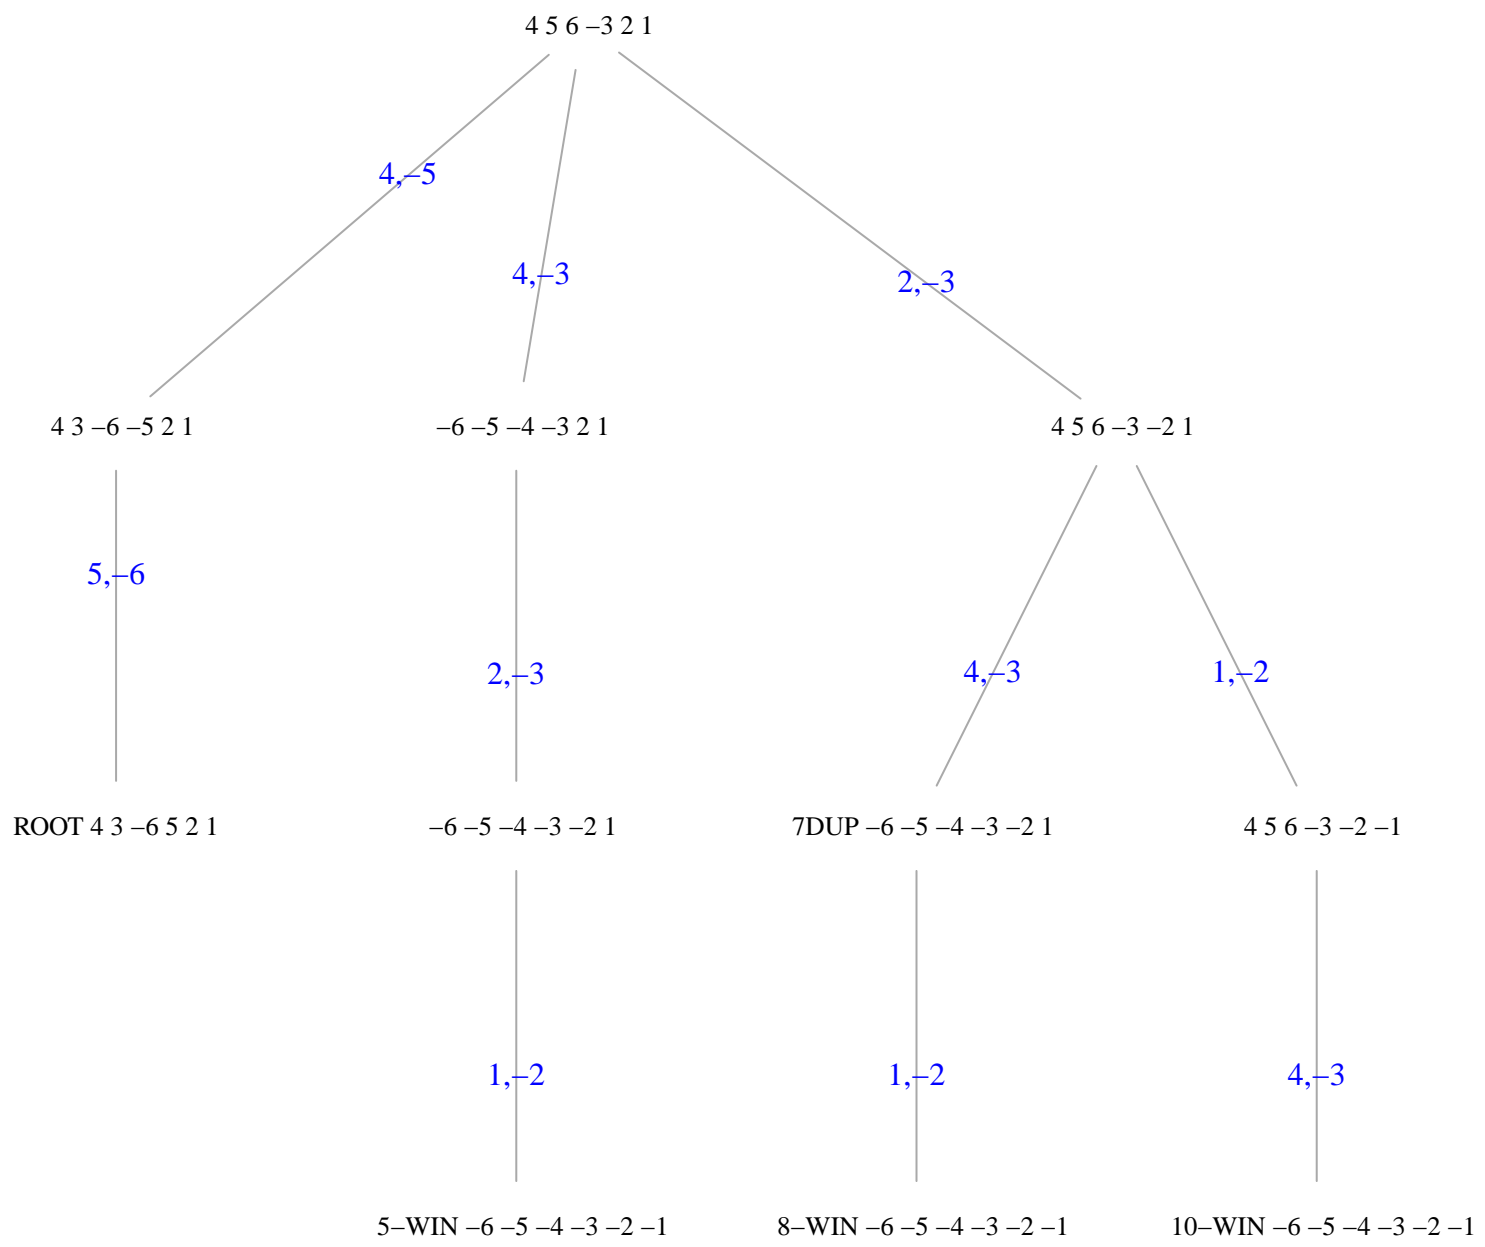 4 5 6 –3 2 1
4,–5
4,–3
2,–3
4 3 –6 –5 2 1
–6 –5 –4 –3 2 1
4 5 6 –3 –2 1
5,–6
2,–3
4,–3
1,–2
ROOT 4 3 –6 5 2 1
–6 –5 –4 –3 –2 1
7DUP –6 –5 –4 –3 –2 1
4 5 6 –3 –2 –1
1,–2
1,–2
4,–3
5–WIN –6 –5 –4 –3 –2 –1
8–WIN –6 –5 –4 –3 –2 –1
10–WIN –6 –5 –4 –3 –2 –1